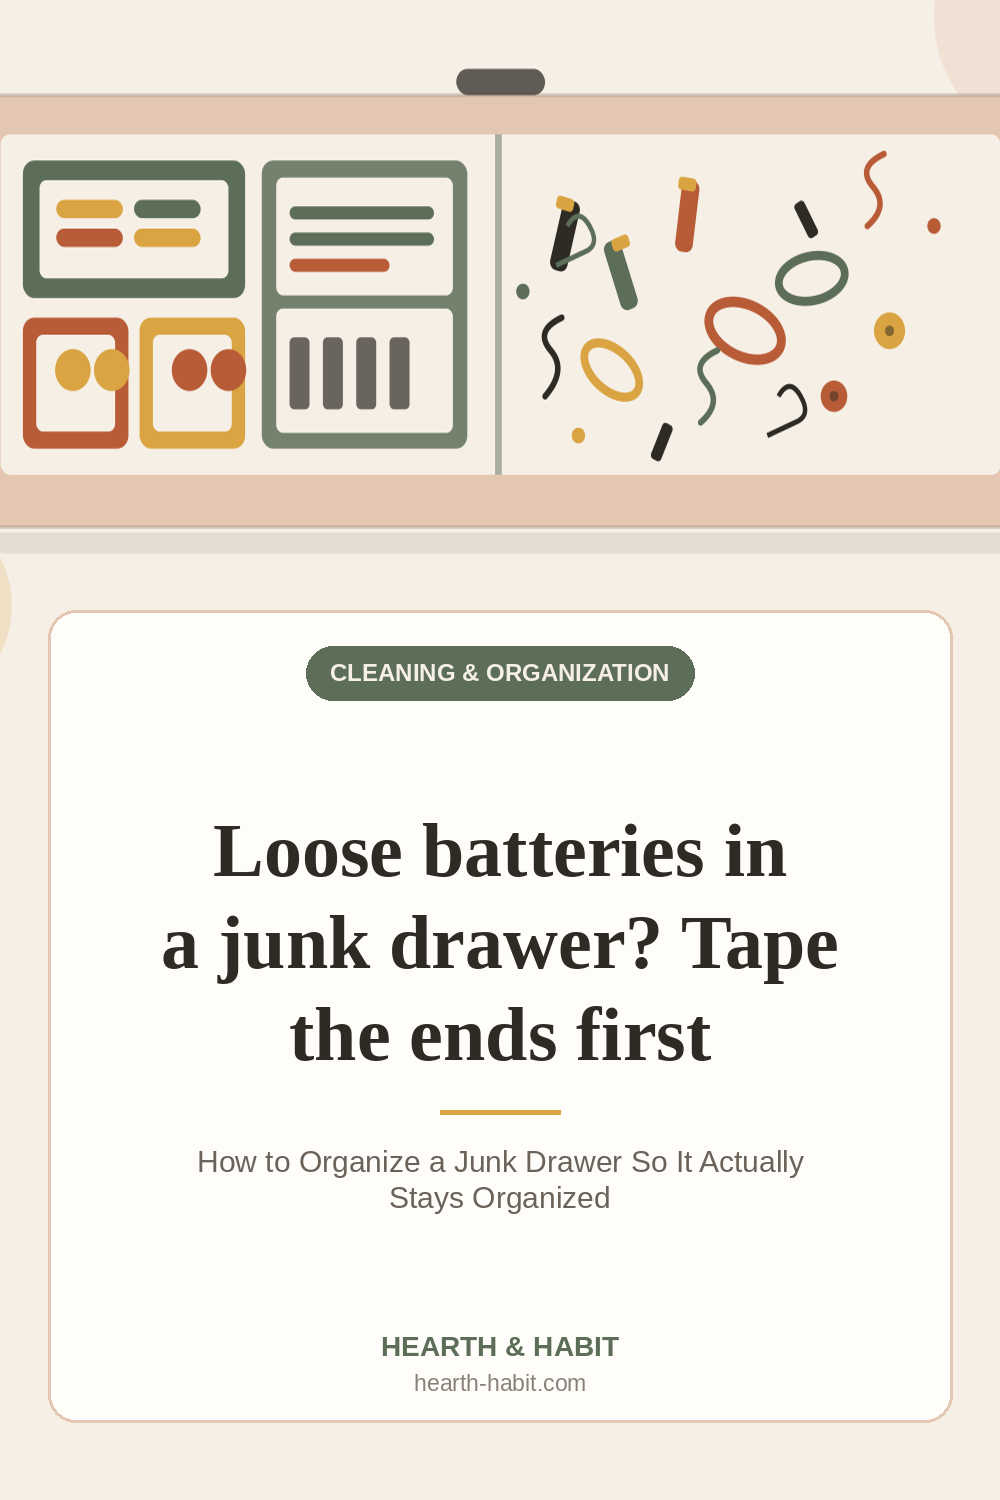 CLEANING & ORGANIZATION
Loose batteries in
a junk drawer? Tape
the ends first
How to Organize a Junk Drawer So It Actually
Stays Organized
HEARTH & HABIT
hearth-habit.com